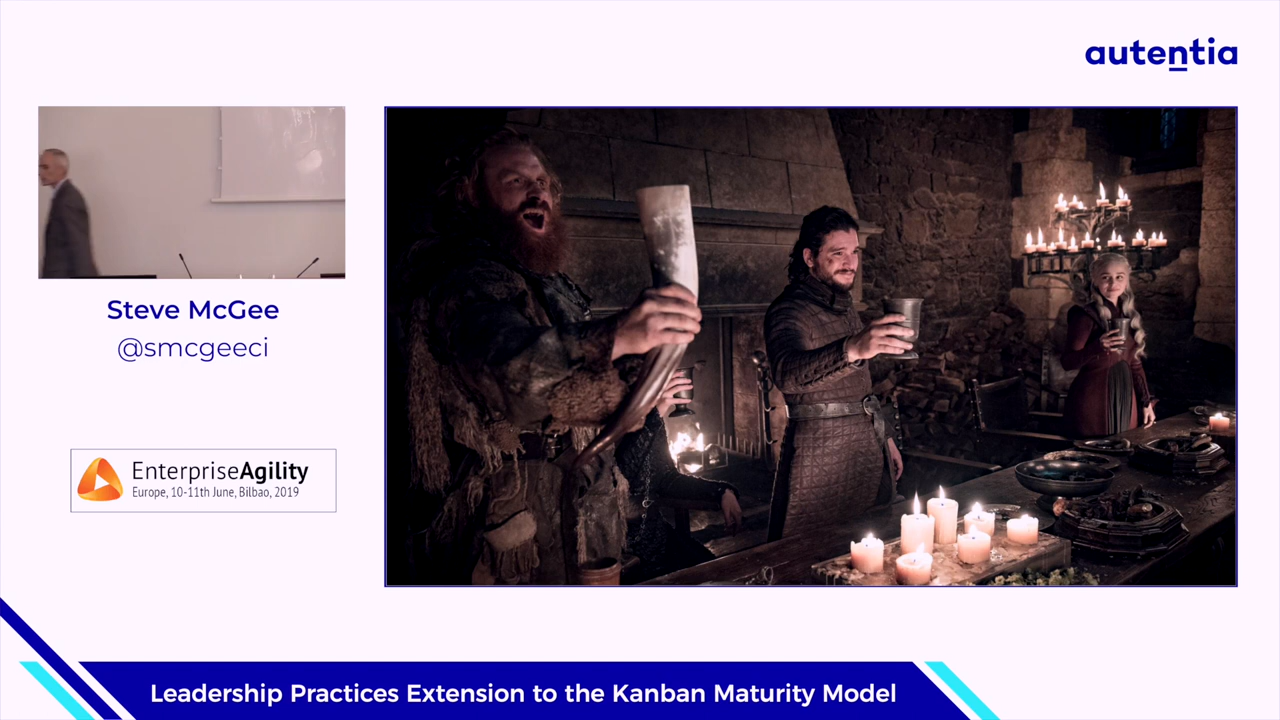 autentia
Steve McGee
@smcgeeci
EnterpriseAgility
Europe, 10-11th June, Bilbao, 2019
Leadership Practices Extension to the Kanban Maturity Model